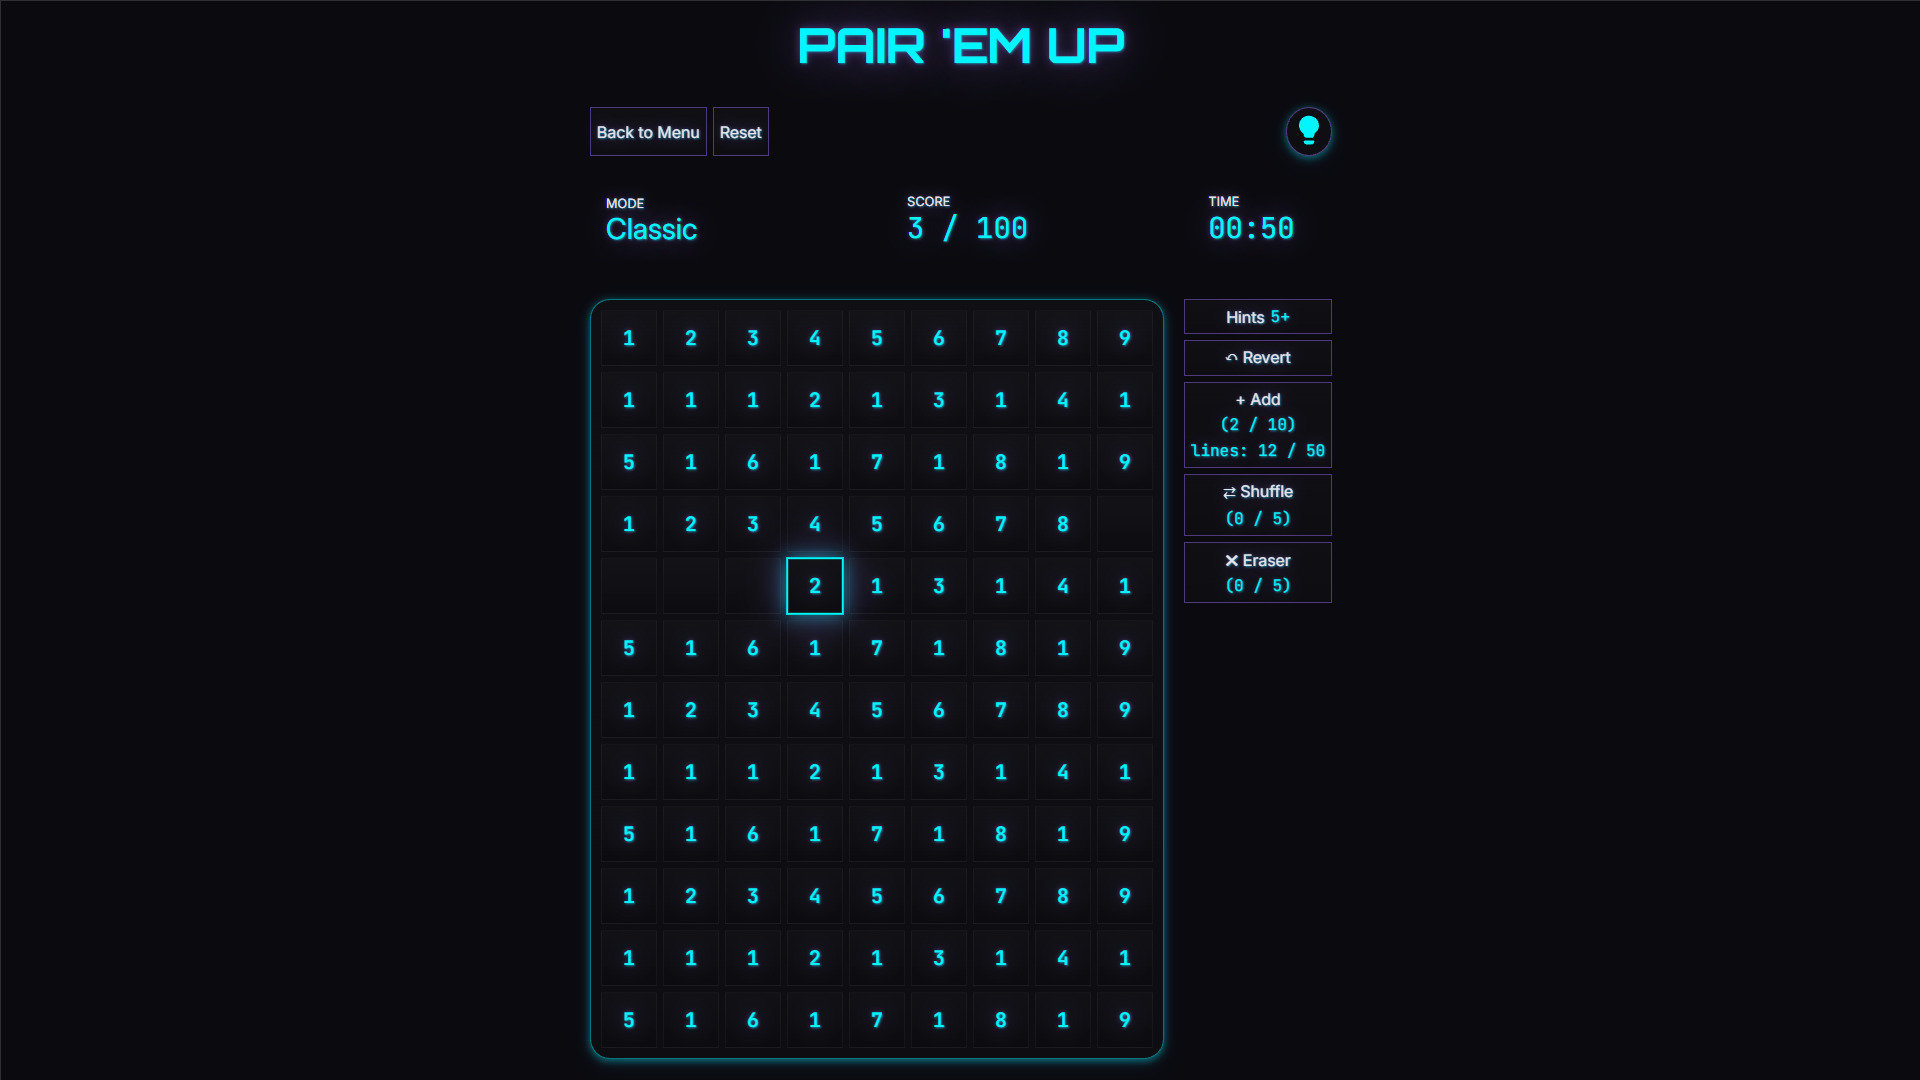 PAIR 'EM UP
Back to Menu Reset
MODE SCORE TIME
Classic 3 / 100 00:50
1 2 3 4 5 6 7 8 9
1 1 1 2 1 3 1 4 1
5 1 6 1 7 1 8 1 9
1 2 3 4 5 6 7 8
2 1 3 1 4 1
5 1 6 1 7 1 8 1 9
1 2 3 4 5 6 7 8 9
1 1 1 2 1 3 1 4 1
5 1 6 1 7 1 8 1 9
1 2 3 4 5 6 7 8 9
1 1 1 2 1 3 1 4 1
5 1 6 1 7 1 8 1 9
Hints 5+
↶ Revert
+ Add
(2 / 10)
lines: 12 / 50
⇄ Shuffle
(0 / 5)
✕ Eraser
(0 / 5)